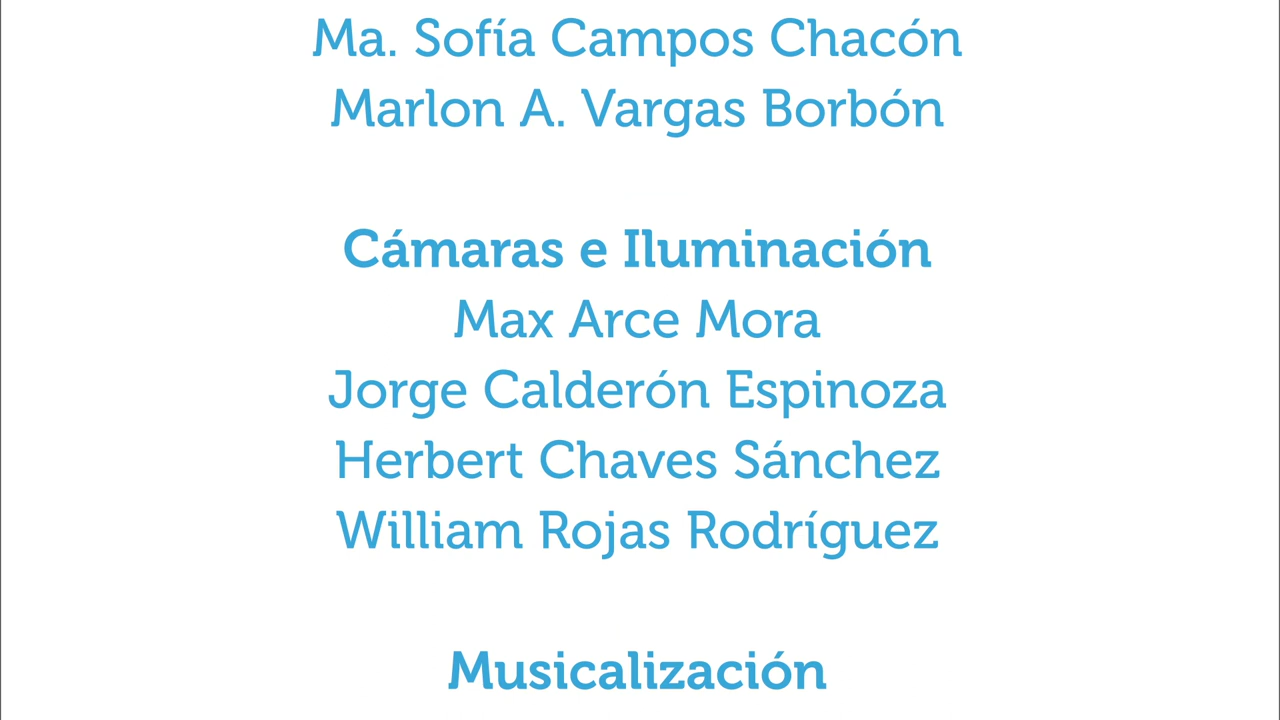 Ma. Sofía Campos Chacón
Marlon A. Vargas Borbón
Cámaras e Iluminación
Max Arce Mora
Jorge Calderón Espinoza
Herbert Chaves Sánchez
William Rojas Rodríguez
Musicalización